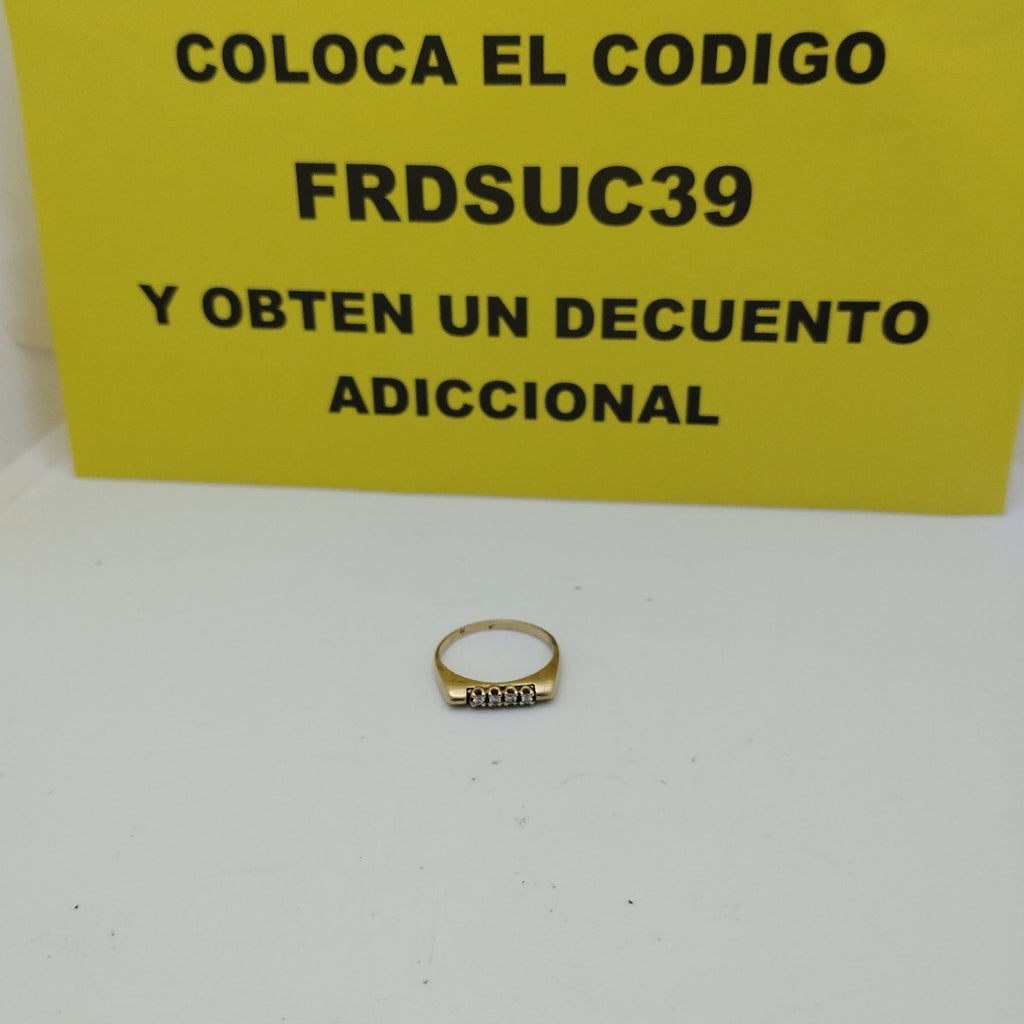 COLOCA EL CODIGO
FRDSUC39
Y OBTEN UN DECUENTO
ADICCIONAL